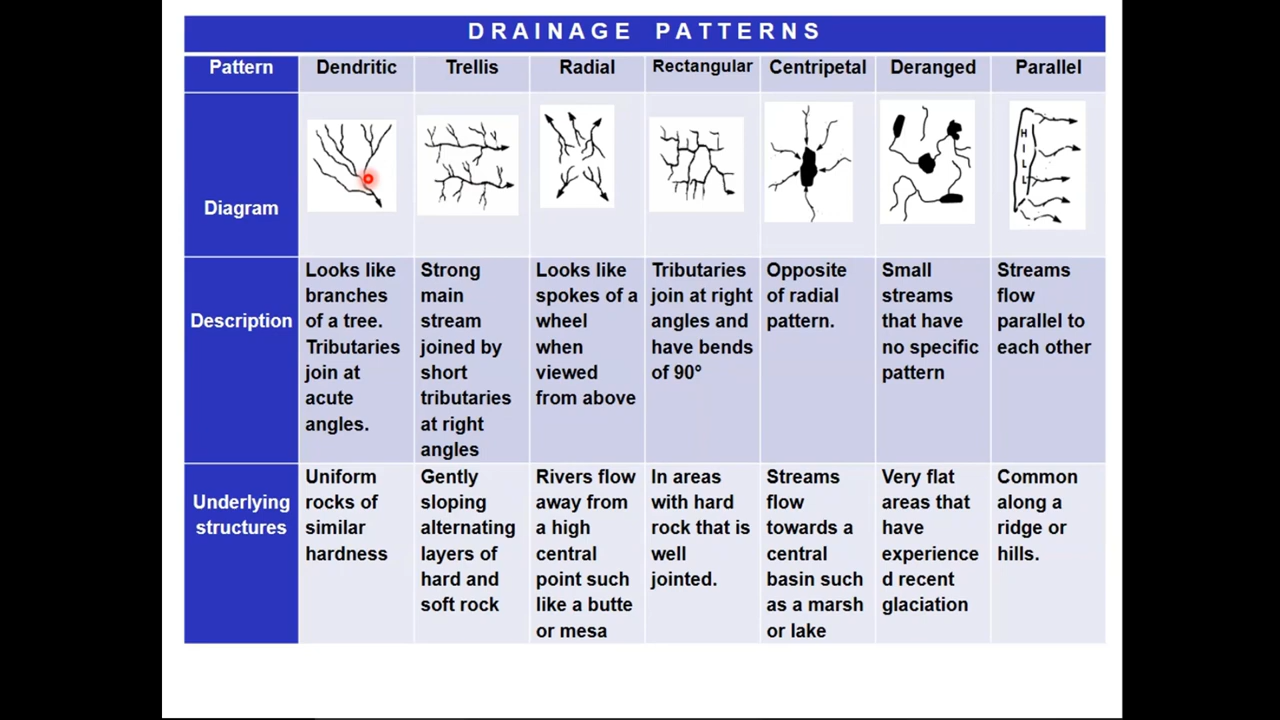 DRAINAGE PATTERNS
Pattern
Dendritic
Trellis
Radial
Rectangular
Centripetal
Deranged
Parallel
Diagram
HILL
Description
Looks like
branches
of a tree.
Tributaries
join at
acute
angles.
Strong
main
stream
joined by
short
tributaries
at right
angles
Looks like
spokes of a
wheel
when
viewed
from above
Tributaries
join at right
angles and
have bends
of 90°
Opposite
of radial
pattern.
Small
streams
that have
no specific
pattern
Streams
flow
parallel to
each other
Underlying
structures
Uniform
rocks of
similar
hardness
Gently
sloping
alternating
layers of
hard and
soft rock
Rivers flow
away from
a high
central
point such
like a butte
or mesa
In areas
with hard
rock that is
well
jointed.
Streams
flow
towards a
central
basin such
as a marsh
or lake
Very flat
areas that
have
experience
d recent
glaciation
Common
along a
ridge or
hills.